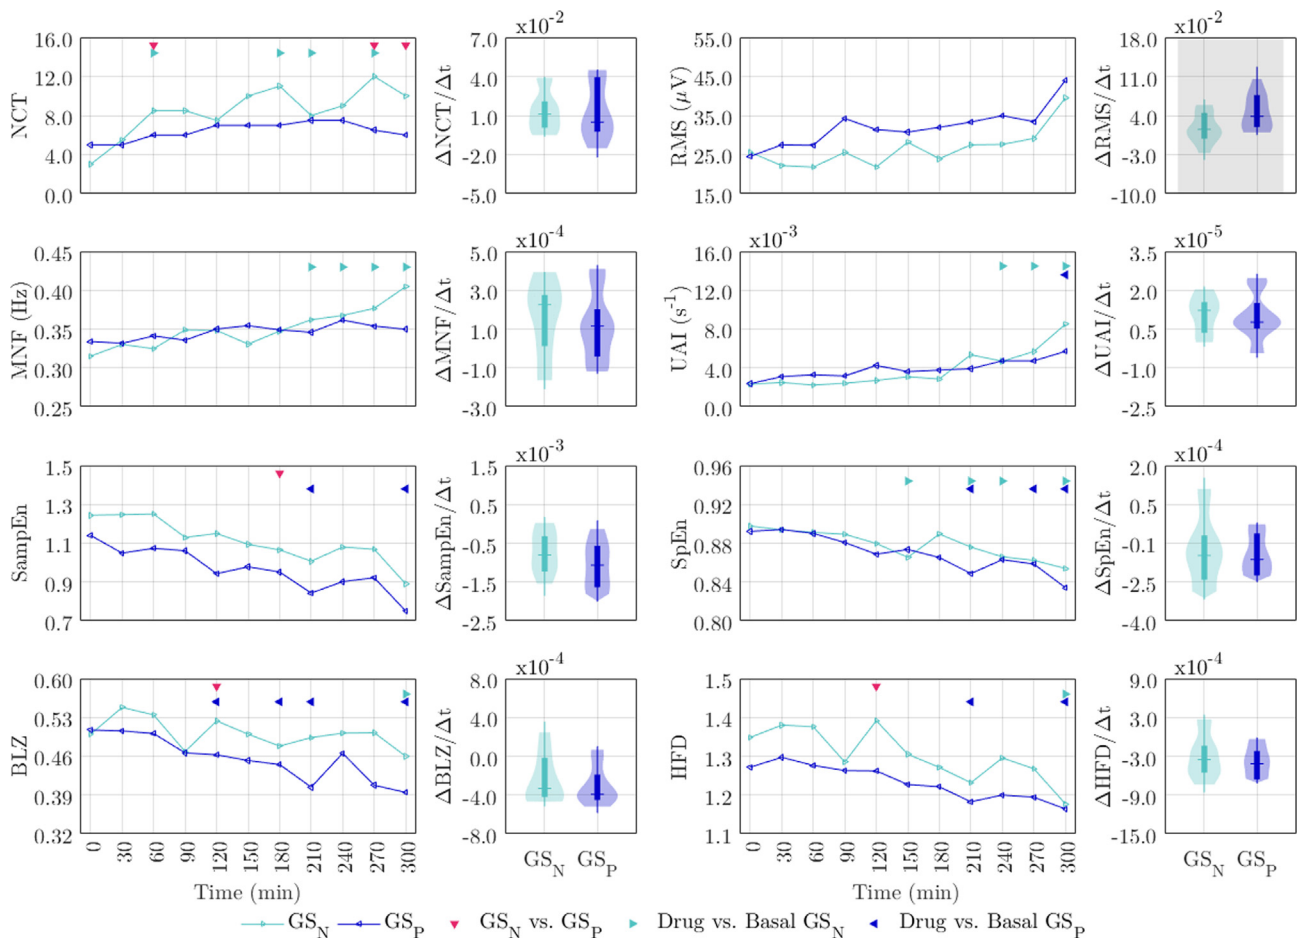 x10-2
x10-2
16.0
12.0
8.0
4.0
0.0
NCT
7.0
4.0
1.0
-2.0
-5.0
ΔNCT/Δt
55.0
45.0
35.0
25.0
15.0
RMS (μV)
18.0
11.0
4.0
-3.0
-10.0
ΔRMS/Δt
x10-4
x10-3
x10-5
0.45
0.40
0.35
0.30
0.25
MNF (Hz)
5.0
3.0
1.0
-1.0
-3.0
ΔMNF/Δt
16.0
12.0
8.0
4.0
0.0
UAI (s-1)
3.5
2.0
0.5
-1.0
-2.5
ΔUAI/Δt
x10-3
x10-4
1.5
1.3
1.1
0.9
0.7
SampEn
1.5
0.5
-0.5
-1.5
-2.5
ΔSampEn/Δt
0.96
0.92
0.88
0.84
0.80
SpEn
2.0
0.5
-0.1
-2.5
-4.0
ΔSpEn/Δt
x10-4
x10-4
0.60
0.53
0.46
0.39
0.32
BLZ
8.0
4.0
0.0
-4.0
-8.0
ΔBLZ/Δt
1.5
1.4
1.3
1.2
1.1
HFD
9.0
3.0
-3.0
-9.0
-15.0
ΔHFD/Δt
0 30 60 90 120 150 180 210 240 270 300
Time (min)
GSN GSP
0 30 60 90 120 150 180 210 240 270 300
Time (min)
GSN GSP
GSN GSP GSN vs. GSP Drug vs. Basal GSN Drug vs. Basal GSP